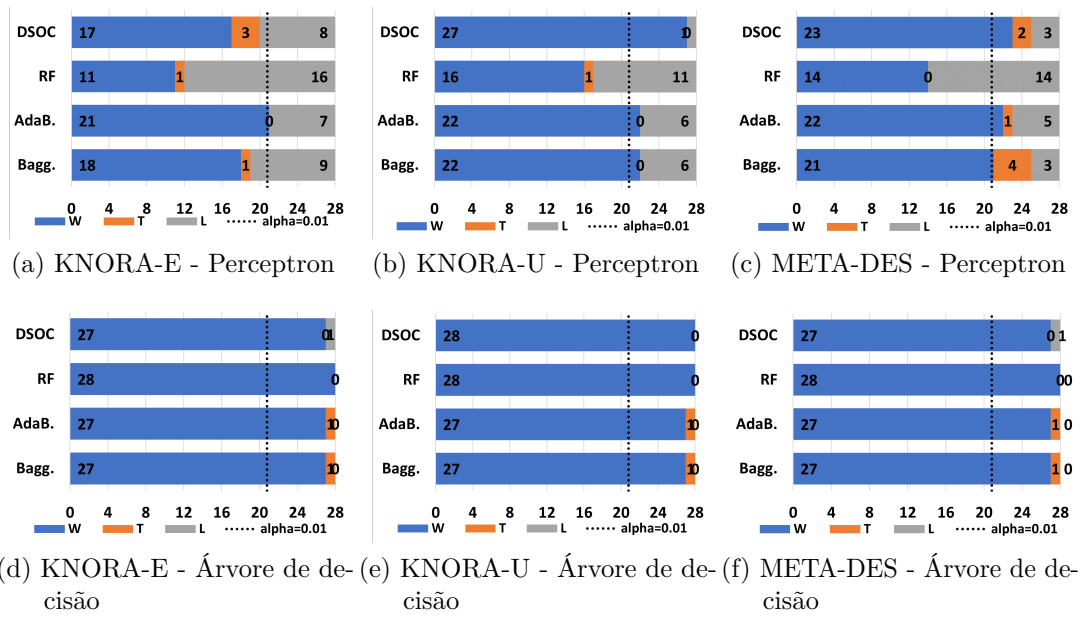 DSOC 17 3 8
RF 11 1 16
AdaB. 21 0 7
Bagg. 18 1 9
0 4 8 12 16 20 24 28
W T L alpha=0.01
(a) KNORA-E - Perceptron
DSOC 27 1 0
RF 16 1 11
AdaB. 22 0 6
Bagg. 22 0 6
0 4 8 12 16 20 24 28
W T L alpha=0.01
(b) KNORA-U - Perceptron
DSOC 23 2 3
RF 14 0 14
AdaB. 22 1 5
Bagg. 21 4 3
0 4 8 12 16 20 24 28
W T L alpha=0.01
(c) META-DES - Perceptron
DSOC 27 0 1
RF 28 0
AdaB. 27 1 0
Bagg. 27 1 0
0 4 8 12 16 20 24 28
W T L alpha=0.01
(d) KNORA-E - Árvore de de-
cisão
DSOC 28 0
RF 28 0
AdaB. 27 1 0
Bagg. 27 1 0
0 4 8 12 16 20 24 28
W T L alpha=0.01
(e) KNORA-U - Árvore de de-
cisão
DSOC 27 0 1
RF 28 0 0
AdaB. 27 1 0
Bagg. 27 1 0
0 4 8 12 16 20 24 28
W T L alpha=0.01
(f) META-DES - Árvore de de-
cisão